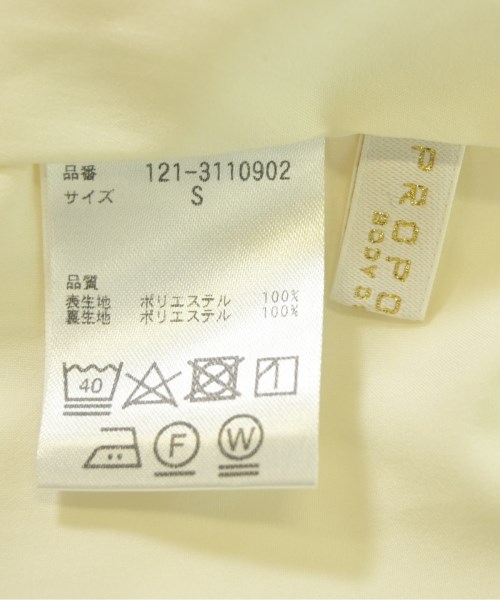 品番 121-3110902
サイズ S
品質
表生地 ポリエステル 100%
裏生地 ポリエステル 100%
40
F W
PROPO
BODY D